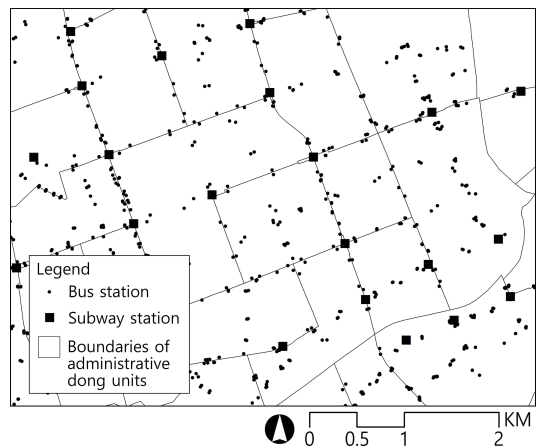 Legend
Bus station
Subway station
Boundaries of
administrative
dong units
KM
0 0.5 1 2